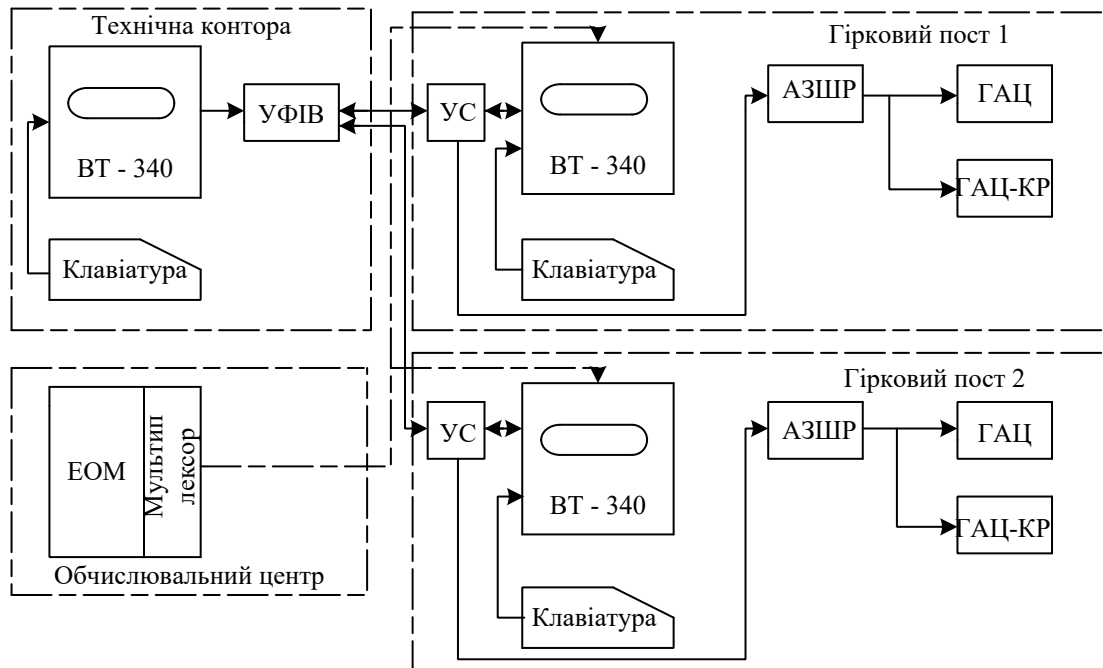 Технічна контора
ВТ - 340
УФІВ
Клавіатура
Гірковий пост 1
УС
ВТ - 340
Клавіатура
АЗШР
ГАЦ
ГАЦ-КР
ЕОМ
Мультип
лексор
Обчислювальний центр
Гірковий пост 2
УС
ВТ - 340
Клавіатура
АЗШР
ГАЦ
ГАЦ-КР